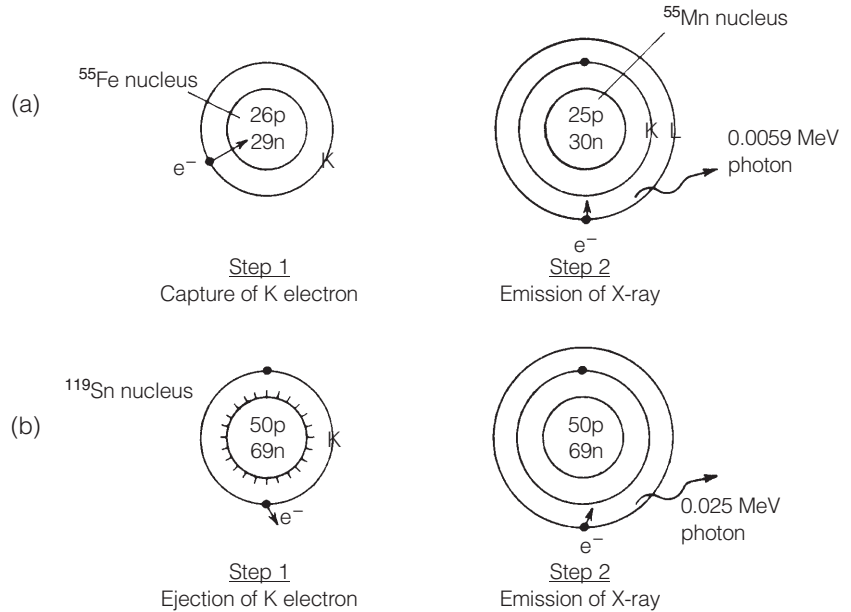 (a)
⁵⁵Fe nucleus
26p
29n
e⁻
K
Step 1
Capture of K electron
⁵⁵Mn nucleus
25p
30n
K L
0.0059 MeV
photon
e⁻
Step 2
Emission of X-ray
(b)
¹¹⁹Sn nucleus
50p
69n
K
e⁻
Step 1
Ejection of K electron
50p
69n
0.025 MeV
photon
e⁻
Step 2
Emission of X-ray